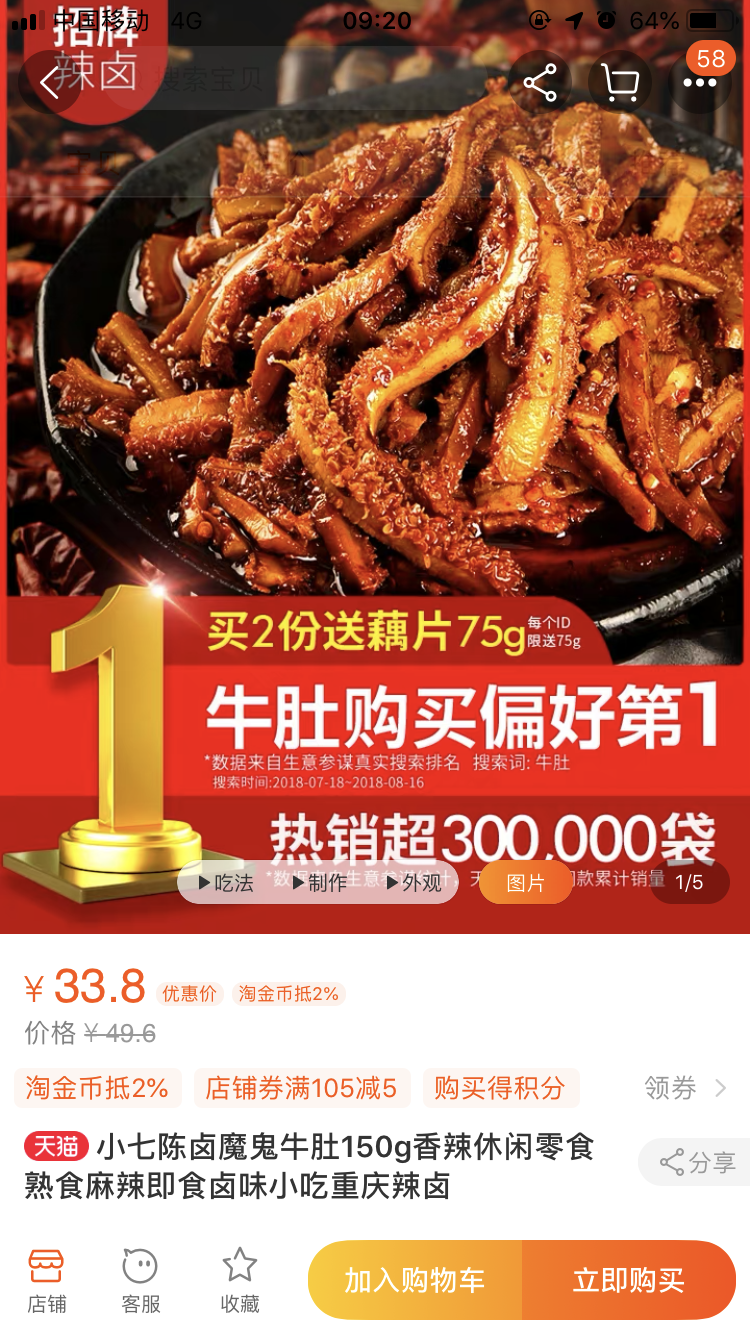 中国移动 4G 09:20 64%
招牌
辣卤
搜索宝贝
58
买2份送藕片75g
每个ID
限送75g
牛肚购买偏好第1
*数据来自生意参谋真实搜索排名 搜索词:牛肚
搜索时间:2018-07-18~2018-08-16
热销超300,000袋
吃法 制作 外观 图片 1/5
¥33.8 优惠价 淘金币抵2%
价格 ¥49.6
淘金币抵2% 店铺券满105减5 购买得积分 领券
天猫 小七陈卤魔鬼牛肚150g香辣休闲零食
熟食麻辣即食卤味小吃重庆辣卤
分享
店铺 客服 收藏 加入购物车 立即购买